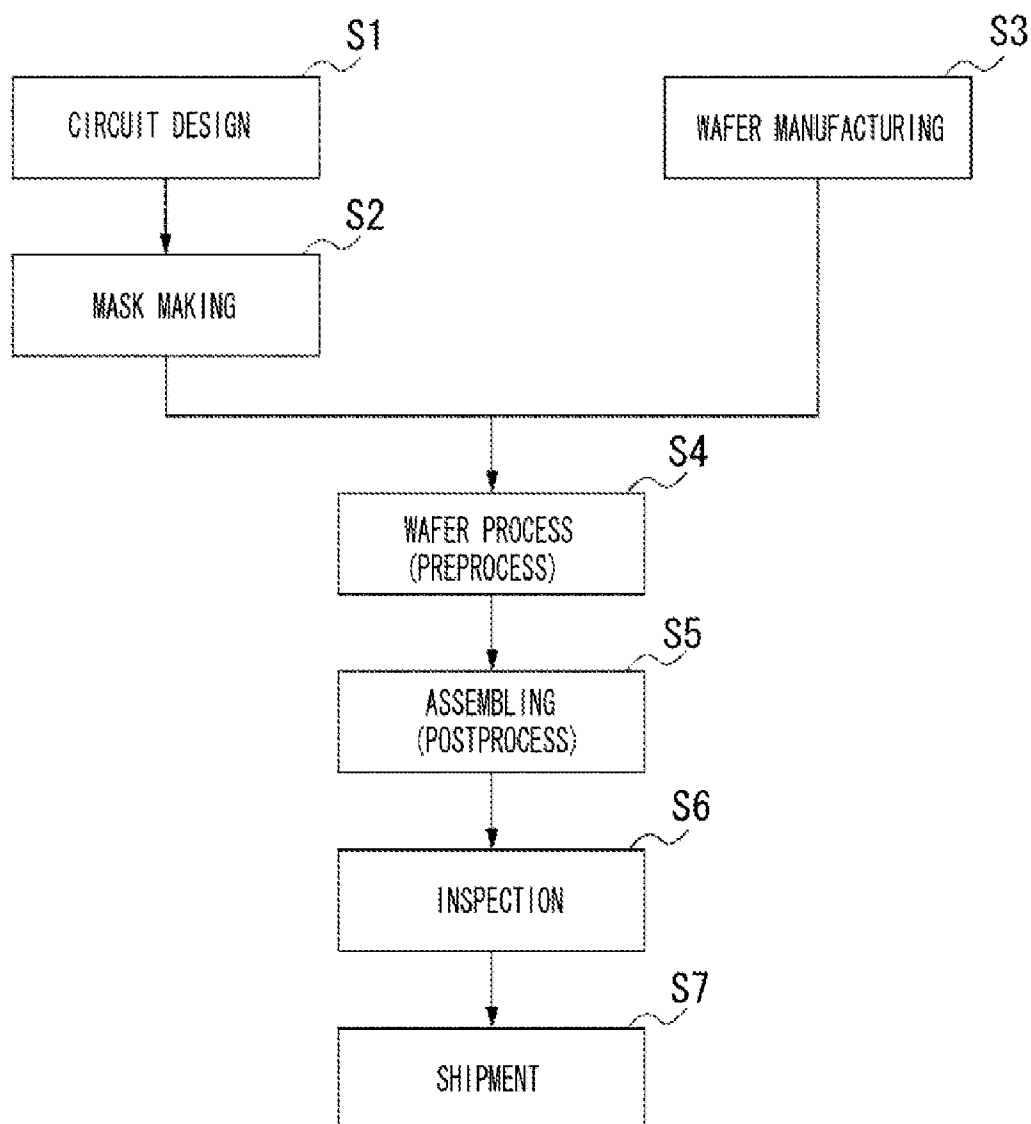 S1
CIRCUIT DESIGN
S3
WAFER MANUFACTURING
S2
MASK MAKING
S4
WAFER PROCESS
(PREPROCESS)
S5
ASSEMBLING
(POSTPROCESS)
S6
INSPECTION
S7
SHIPMENT